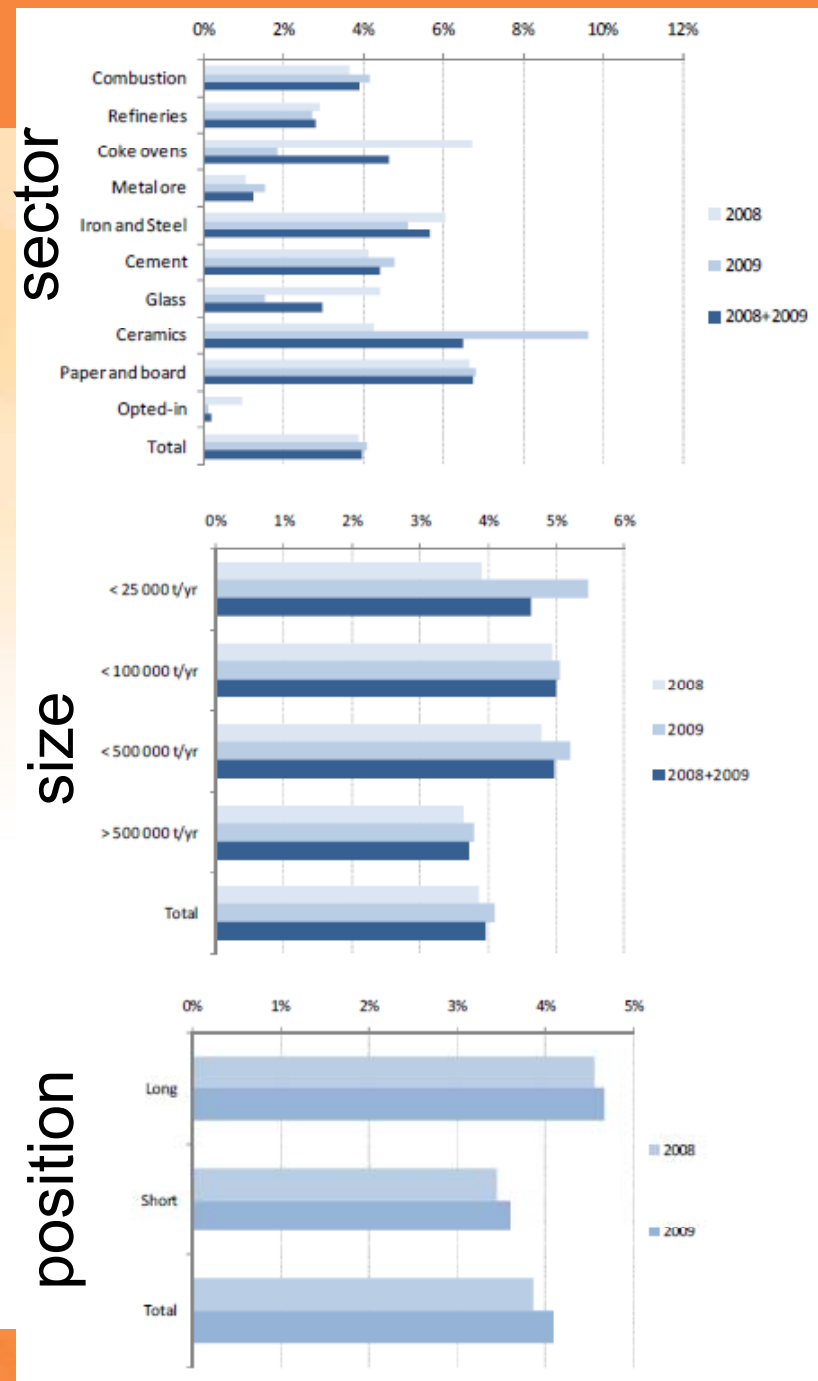 sector
0% 2% 4% 6% 8% 10% 12%
Combustion
Refineries
Coke ovens
Metal ore
Iron and Steel
Cement
Glass
Ceramics
Paper and board
Opted-in
Total
2008
2009
2008+2009
size
0% 1% 2% 3% 4% 5% 6%
< 25 000 t/yr
< 100 000 t/yr
< 500 000 t/yr
> 500 000 t/yr
Total
2008
2009
2008+2009
position
0% 1% 2% 3% 4% 5%
Long
Short
Total
2008
2009